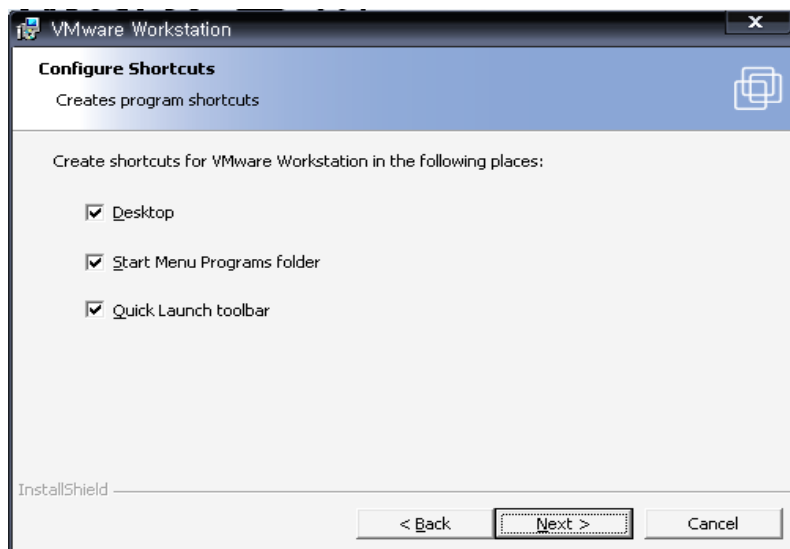 VMware Workstation
Configure Shortcuts
Creates program shortcuts
Create shortcuts for VMware Workstation in the following places:
Desktop
Start Menu Programs folder
Quick Launch toolbar
InstallShield
< Back Next > Cancel